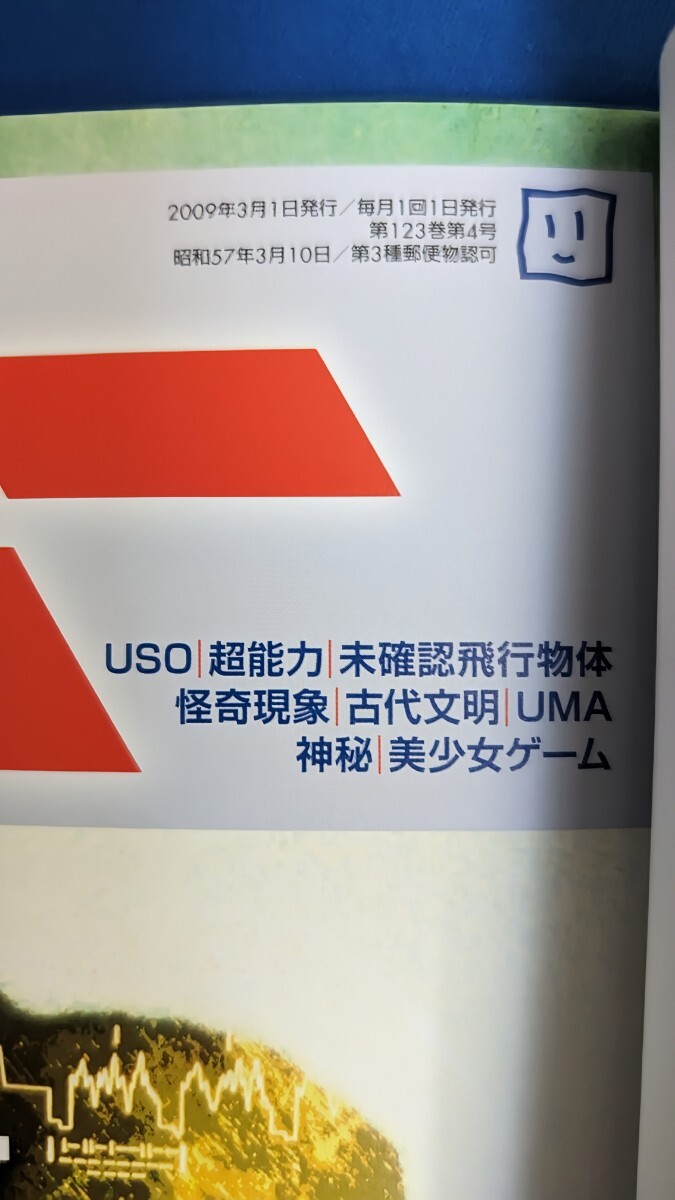 2009年3月1日発行／毎月1回1日発行
第123巻第4号
昭和57年3月10日／第3種郵便物認可
USO|超能力|未確認飛行物体
怪奇現象|古代文明|UMA
神秘|美少女ゲーム